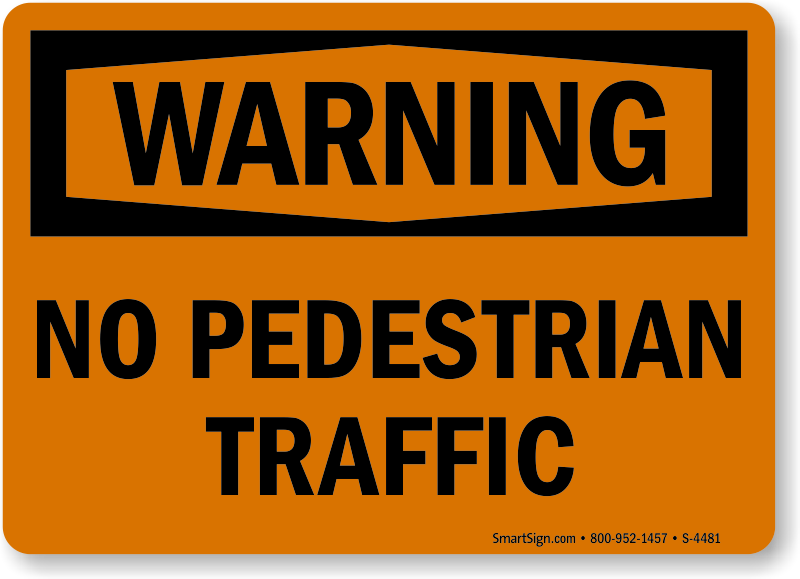 WARNING
NO PEDESTRIAN
TRAFFIC
SmartSign.com • 800-952-1457 • S-4481